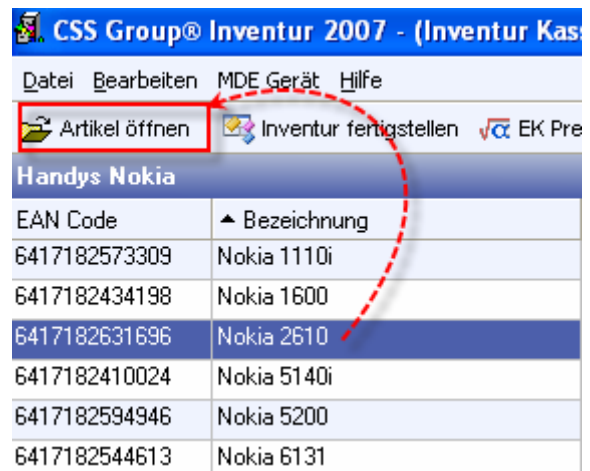 CSS Group® Inventur 2007 - (Inventur Kas
Datei Bearbeiten MDE Gerät Hilfe
Artikel öffnen Inventur fertigstellen √α EK Pre
Handys Nokia
EAN Code Bezeichnung
6417182573309 Nokia 1110i
6417182434198 Nokia 1600
6417182631696 Nokia 2610
6417182410024 Nokia 5140i
6417182594946 Nokia 5200
6417182544613 Nokia 6131